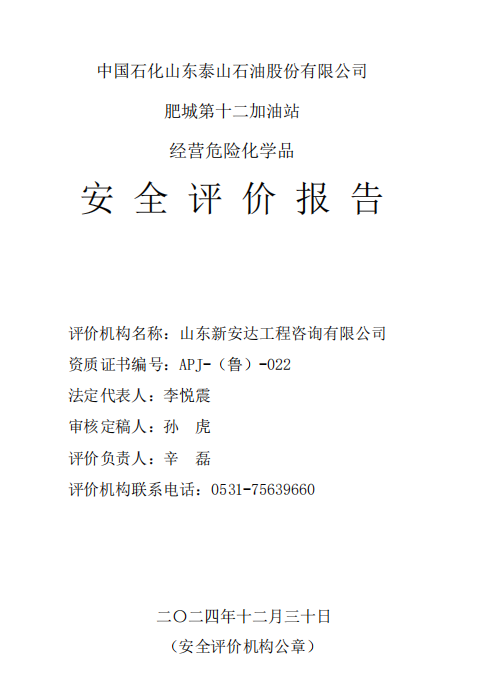 中国石化山东泰山石油股份有限公司
肥城第十二加油站
经营危险化学品
安全评价报告
评价机构名称：山东新安达工程咨询有限公司
资质证书编号：APJ-（鲁）-022
法定代表人：李悦震
审核定稿人：孙　虎
评价负责人：辛　磊
评价机构联系电话：0531-75639660
二〇二四年十二月三十日
（安全评价机构公章）